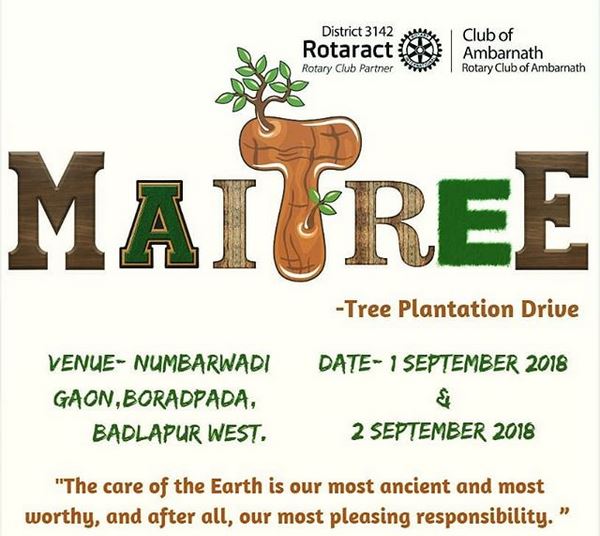 District 3142
Rotaract
Rotary Club Partner
Club of
Ambarnath
Rotary Club of Ambarnath
MAITREE
-Tree Plantation Drive
VENUE- NUMBARWADI
GAON,BORADPADA,
BADLAPUR WEST.
DATE- 1 SEPTEMBER 2018
&
2 SEPTEMBER 2018
"The care of the Earth is our most ancient and most
worthy, and after all, our most pleasing responsibility. ”